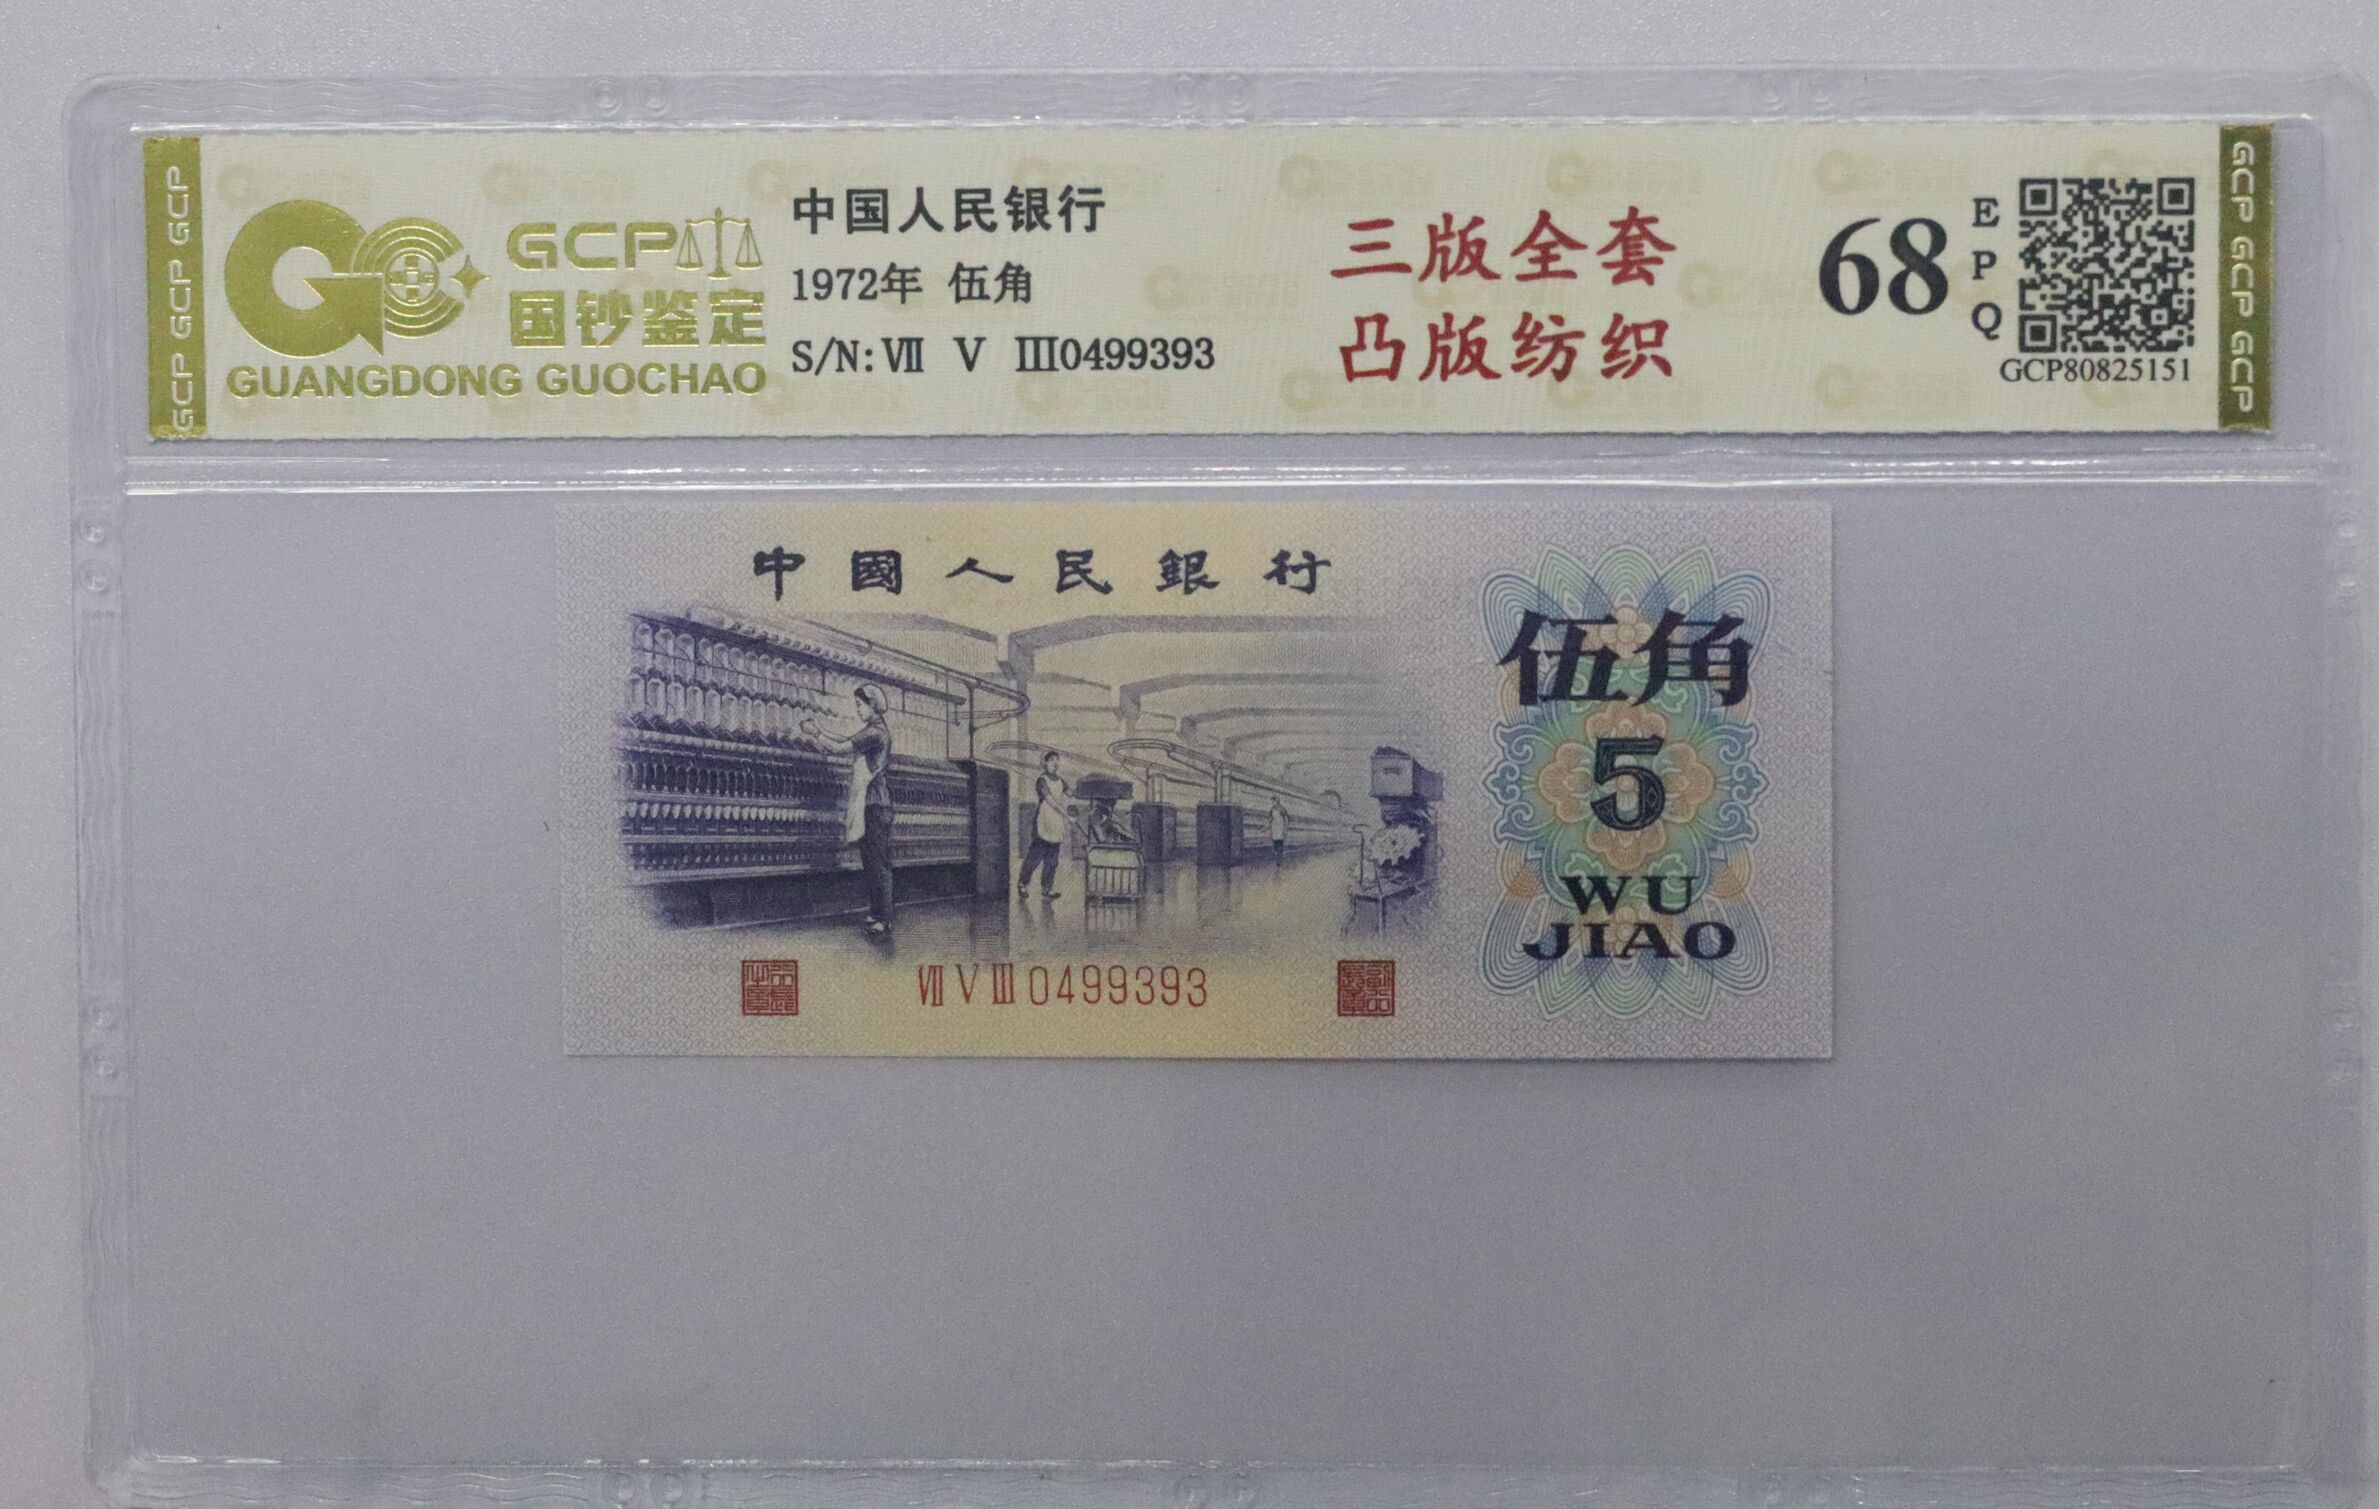 GCP GCP GCP
GCP
国钞鉴定
GUANGDONG GUOCHAO
中国人民银行
1972年 伍角
S/N: Ⅶ Ⅴ Ⅲ0499393
三版全套
凸版纺织
68
E
P
Q
GCP80825151
GCP GCP GCP
中國人民銀行
伍角
5
WU
JIAO
Ⅶ Ⅴ Ⅲ 0499393